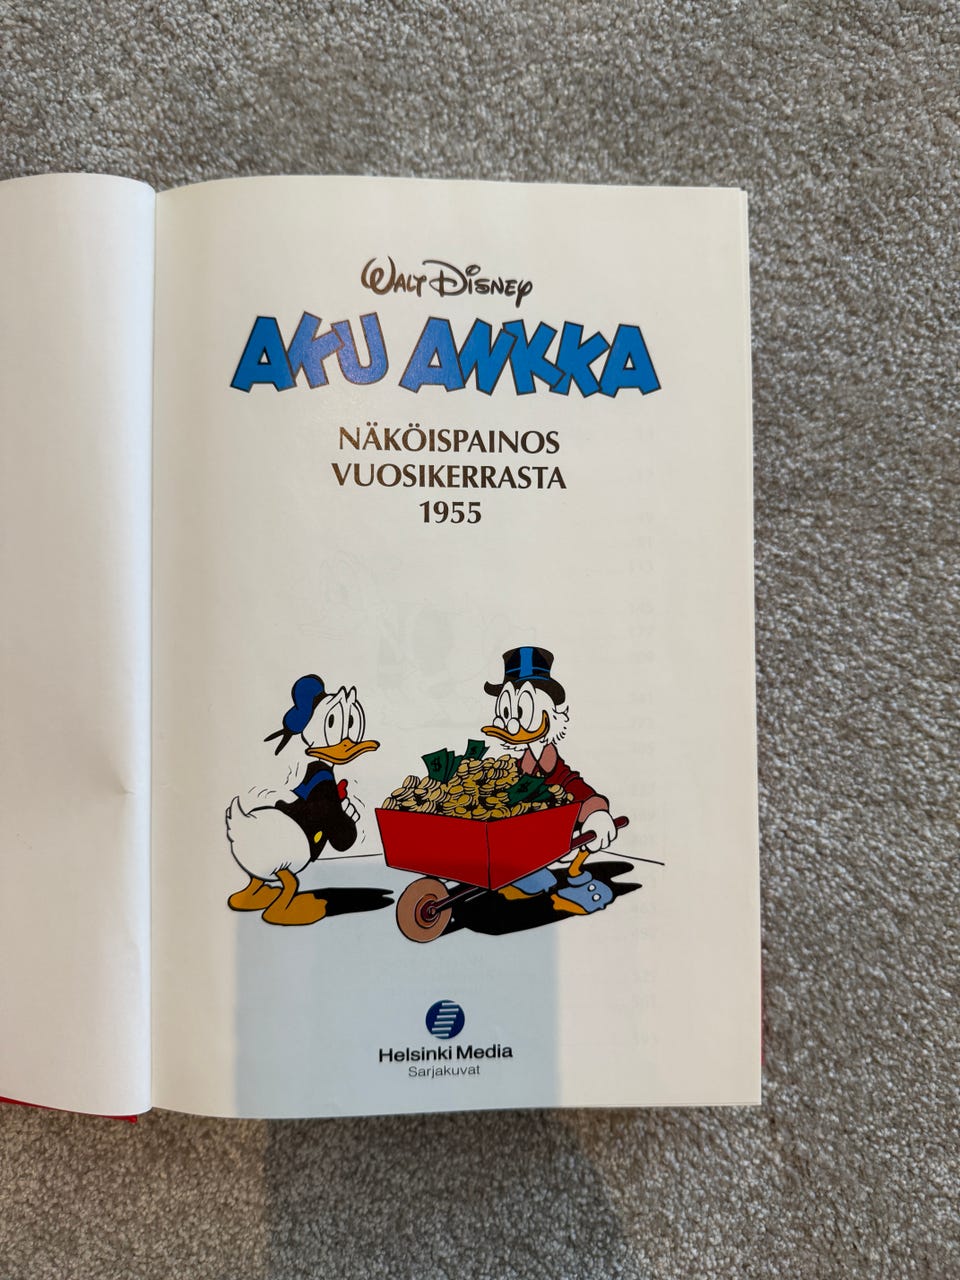 Walt Disney
AKU ANKKA
NÄKÖISPAINOS
VUOSIKERRASTA
1955
$
$
$
Helsinki Media
Sarjakuvat